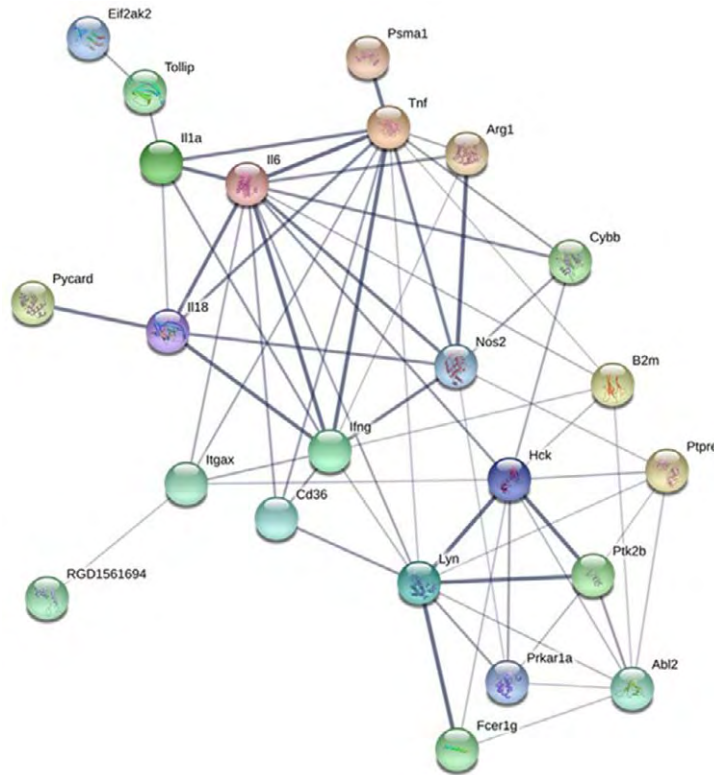 Eif2ak2
Psma1
Tollip
Tnf
Arg1
Il1a
Il6
Cybb
Pycard
Il18
Nos2
B2m
Ifng
Hck
Ptpre
Itgax
Cd36
Lyn
Ptk2b
RGD1561694
Prkar1a
Abl2
Fcer1g